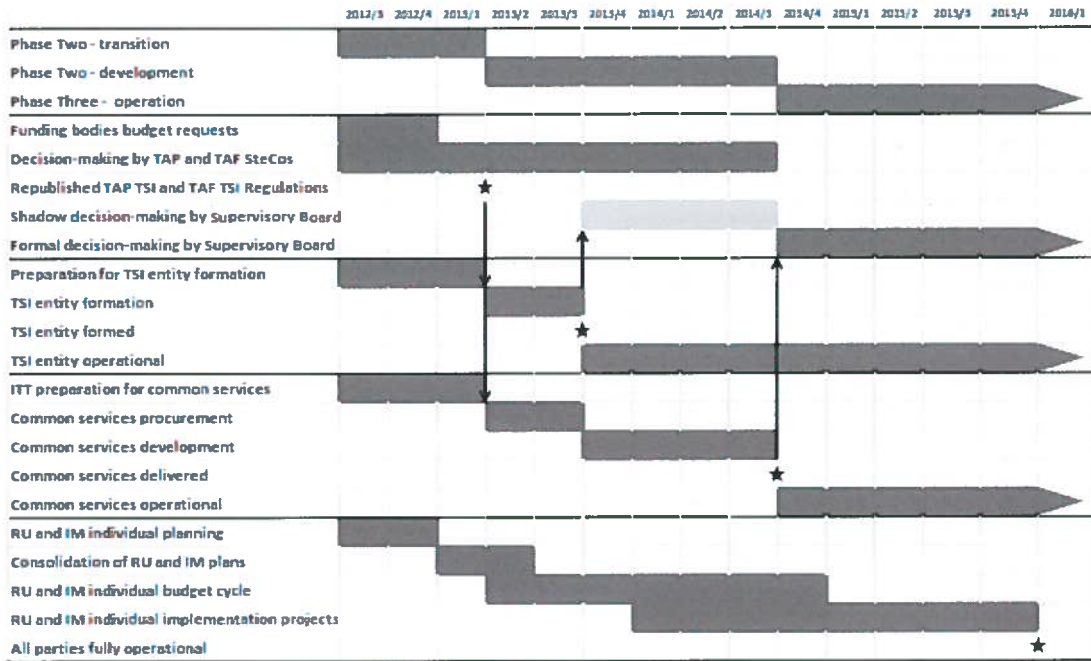 2012/3 2012/4 2013/1 2013/2 2013/3 2013/4 2014/1 2014/2 2014/3 2014/4 2015/1 2015/2 2015/3 2015/4 2016/1
Phase Two - transition
Phase Two - development
Phase Three - operation
Funding bodies budget requests
Decision-making by TAP and TAF SteCos
Republished TAP TSI and TAF TSI Regulations
Shadow decision-making by Supervisory Board
Formal decision-making by Supervisory Board
Preparation for TSI entity formation
TSI entity formation
TSI entity formed
TSI entity operational
ITT preparation for common services
Common services procurement
Common services development
Common services delivered
Common services operational
RU and IM individual planning
Consolidation of RU and IM plans
RU and IM individual budget cycle
RU and IM individual implementation projects
All parties fully operational